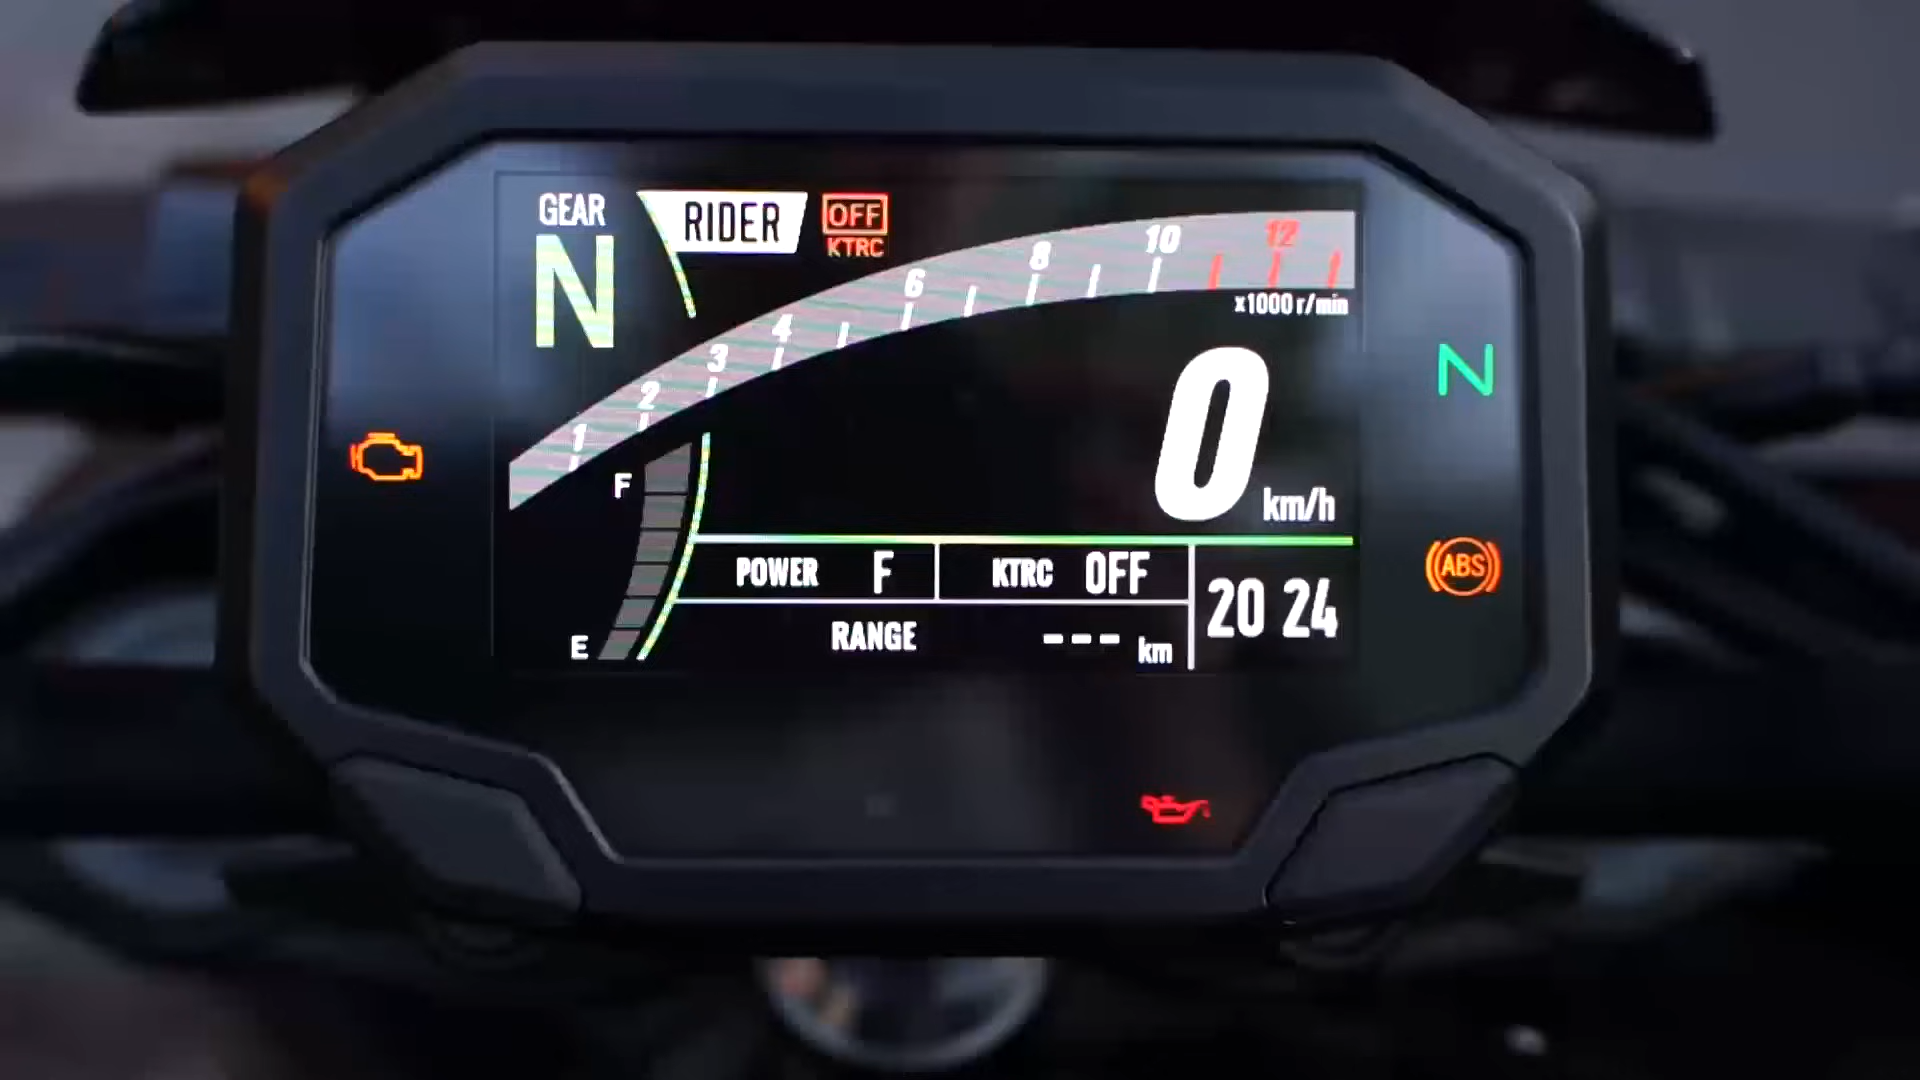 GEAR
N
RIDER
OFF
KTRC
1 2 3 4 6 8 10 12
x1000 r/min
0 km/h
N
F
E
ABS
POWER F
KTRC OFF
20 24
RANGE --- km